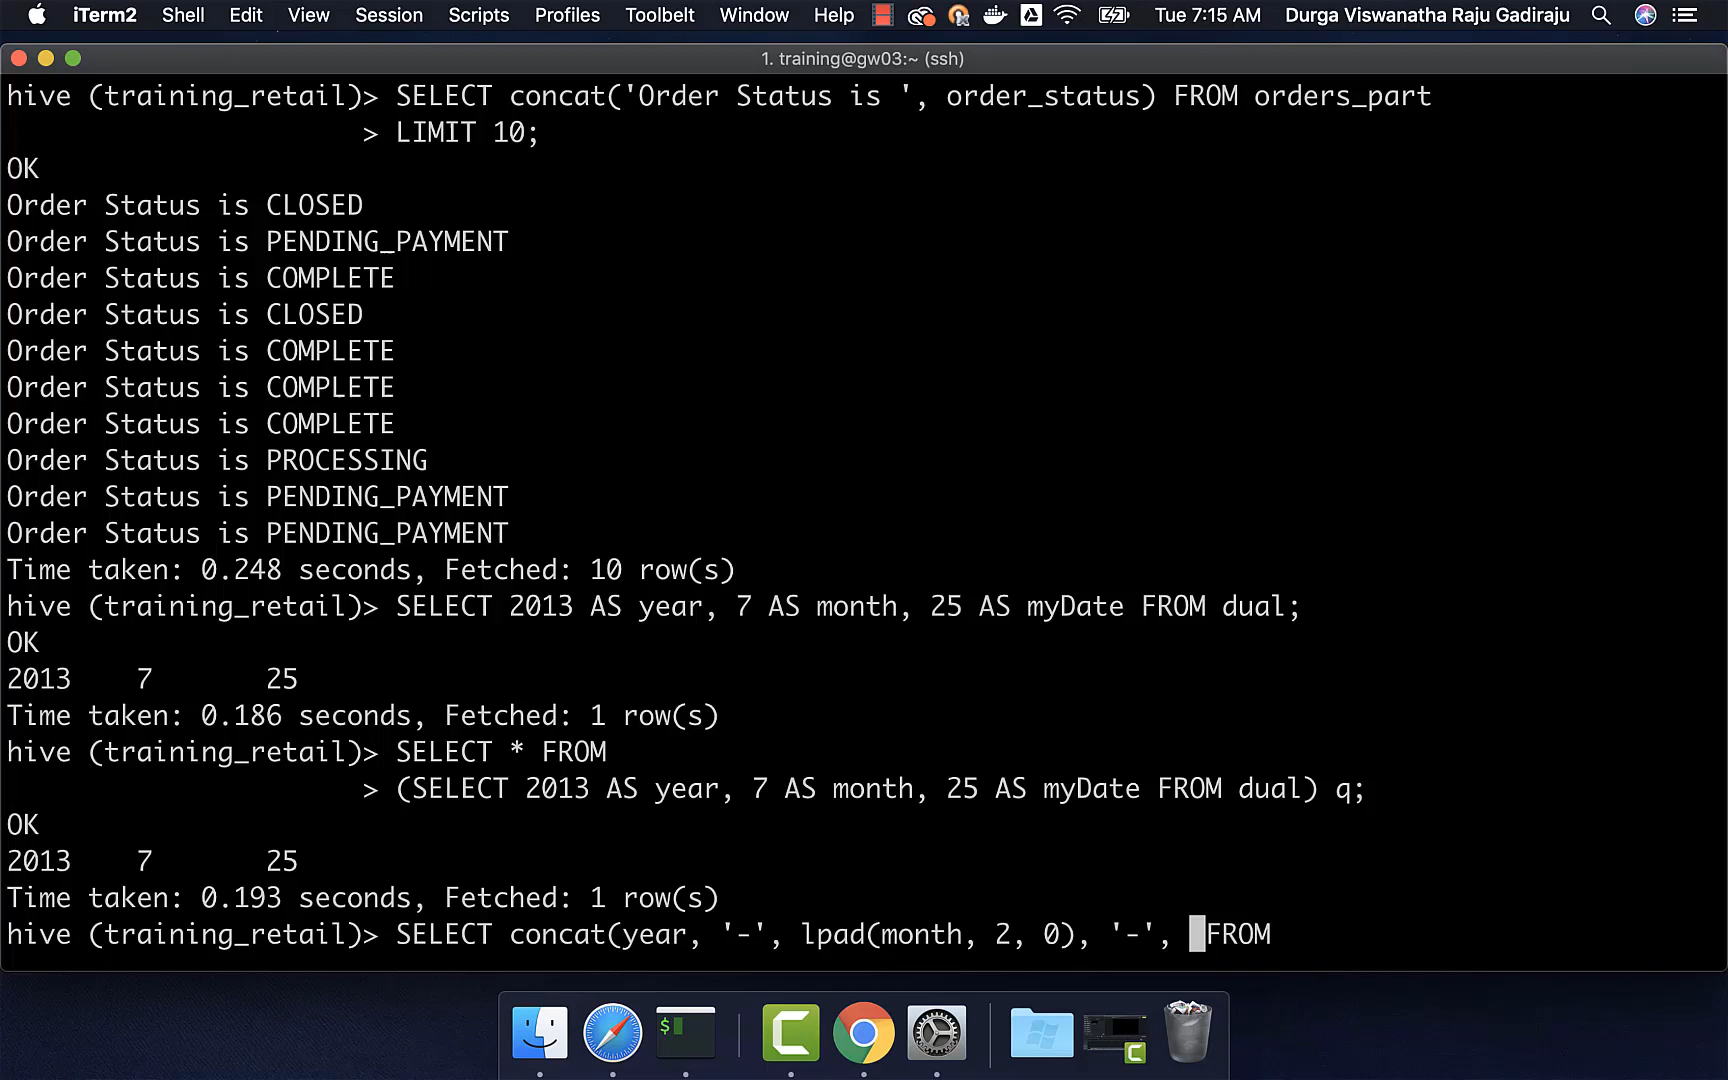 iTerm2 Shell Edit View Session Scripts Profiles Toolbelt Window Help Tue 7:15 AM Durga Viswanatha Raju Gadiraju
1. training@gw03:~ (ssh)
hive (training_retail)> SELECT concat('Order Status is ', order_status) FROM orders_part
> LIMIT 10;
OK
Order Status is CLOSED
Order Status is PENDING_PAYMENT
Order Status is COMPLETE
Order Status is CLOSED
Order Status is COMPLETE
Order Status is COMPLETE
Order Status is COMPLETE
Order Status is PROCESSING
Order Status is PENDING_PAYMENT
Order Status is PENDING_PAYMENT
Time taken: 0.248 seconds, Fetched: 10 row(s)
hive (training_retail)> SELECT 2013 AS year, 7 AS month, 25 AS myDate FROM dual;
OK
2013 7 25
Time taken: 0.186 seconds, Fetched: 1 row(s)
hive (training_retail)> SELECT * FROM
> (SELECT 2013 AS year, 7 AS month, 25 AS myDate FROM dual) q;
OK
2013 7 25
Time taken: 0.193 seconds, Fetched: 1 row(s)
hive (training_retail)> SELECT concat(year, '-', lpad(month, 2, 0), '-', FROM
$